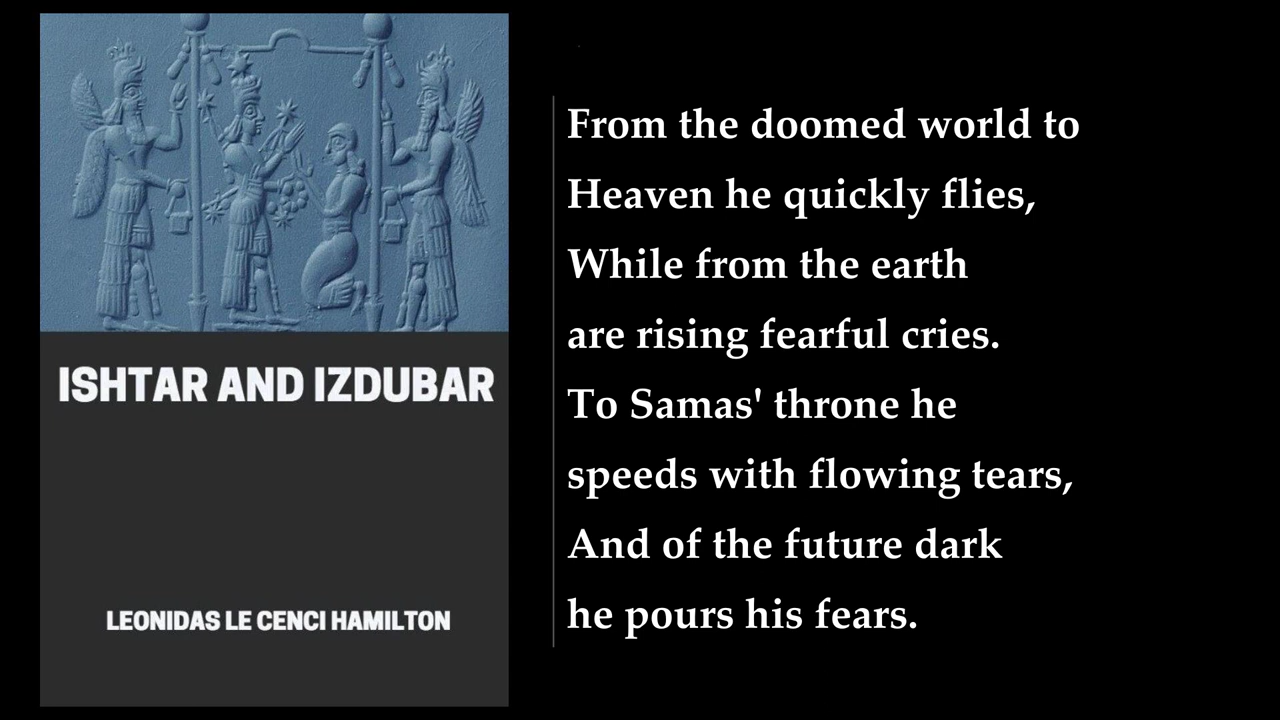 ISHTAR AND IZDUBAR
LEONIDAS LE CENCI HAMILTON
From the doomed world to
Heaven he quickly flies,
While from the earth
are rising fearful cries.
To Samas' throne he
speeds with flowing tears,
And of the future dark
he pours his fears.